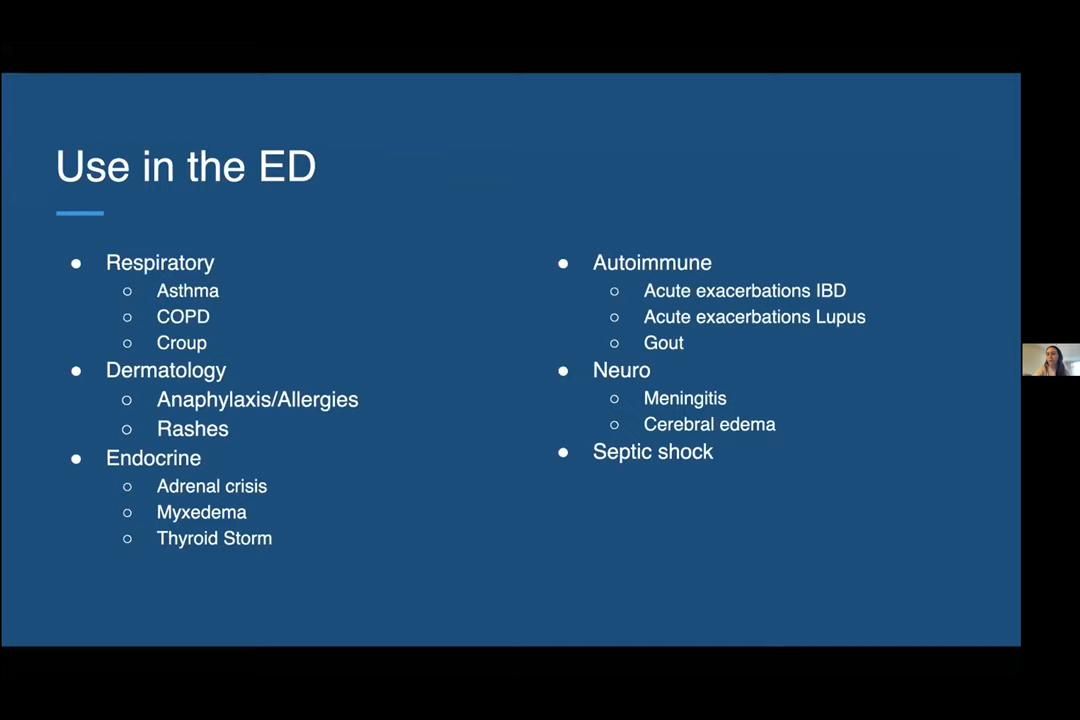 Use in the ED
● Respiratory
○ Asthma
○ COPD
○ Croup
● Dermatology
○ Anaphylaxis/Allergies
○ Rashes
● Endocrine
○ Adrenal crisis
○ Myxedema
○ Thyroid Storm
● Autoimmune
○ Acute exacerbations IBD
○ Acute exacerbations Lupus
○ Gout
● Neuro
○ Meningitis
○ Cerebral edema
● Septic shock